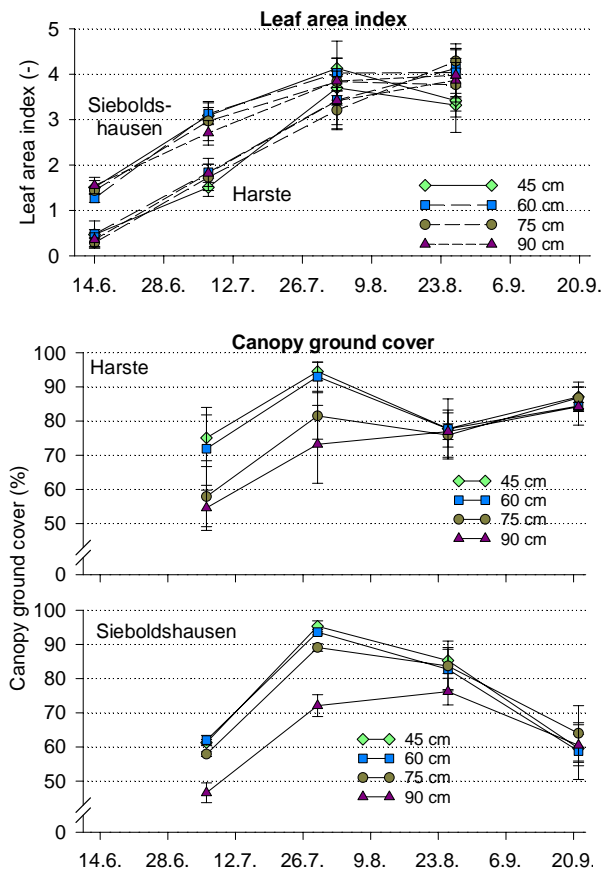 Leaf area index
Leaf area index (-)
5
4
3
2
1
0
Sieboldshausen
Harste
45 cm
60 cm
75 cm
90 cm
14.6. 28.6. 12.7. 26.7. 9.8. 23.8. 6.9. 20.9.
Canopy ground cover
Canopy ground cover (%)
Harste
100
90
80
70
60
50
0
45 cm
60 cm
75 cm
90 cm
Sieboldshausen
100
90
80
70
60
50
0
45 cm
60 cm
75 cm
90 cm
14.6. 28.6. 12.7. 26.7. 9.8. 23.8. 6.9. 20.9.